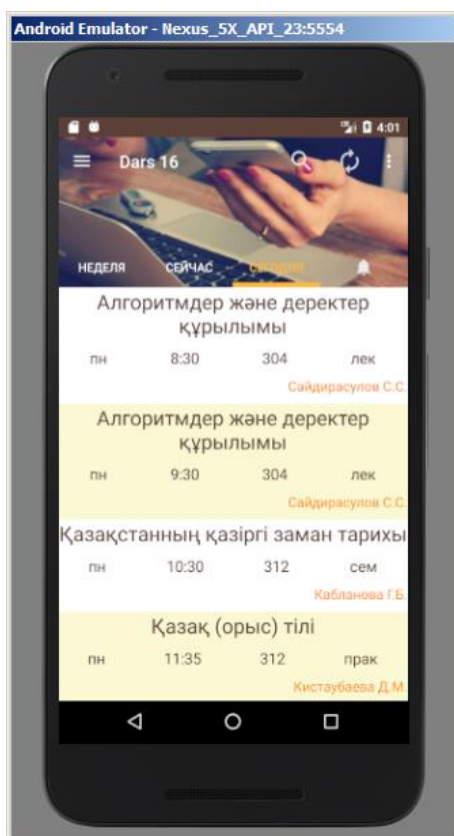 Android Emulator - Nexus_5X_API_23:5554
4:01
Dars 16
НЕДЕЛЯ СЕЙЧАС СЕГОДНЯ
Алгоритмдер және деректер
құрылымы
пн 8:30 304 лек
Сайдирасулов С.С.
Алгоритмдер және деректер
құрылымы
пн 9:30 304 лек
Сайдирасулов С.С.
Қазақстанның қазіргі заман тарихы
пн 10:30 312 сем
Кабланова Г.Б.
Қазақ (орыс) тілі
пн 11:35 312 прак
Кистаубаева Д.М.